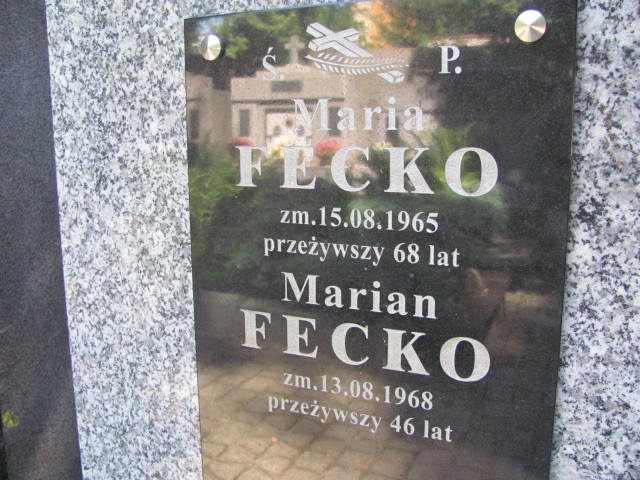 Ś. P.
Maria
FECKO
zm.15.08.1965
przeżywszy 68 lat
Marian
FECKO
zm.13.08.1968
przeżywszy 46 lat